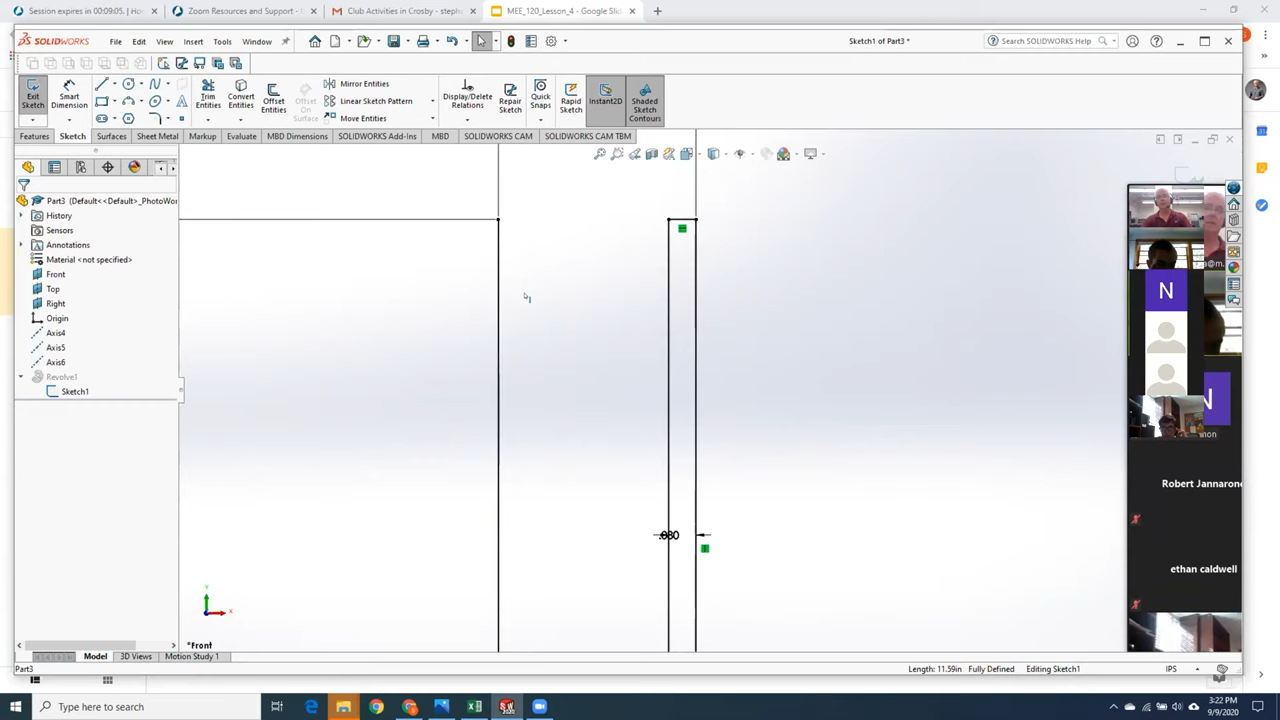 Session expires in 00:09:05. | Ho
Zoom Resources and Support -
Club Activities in Crosby - steph
MEE_120_Lesson_4 - Google Slid
SOLIDWORKS
File
Edit
View
Insert
Tools
Window
Sketch1 of Part3 *
Search SOLIDWORKS Help
Exit Sketch
Smart Dimension
Trim Entities
Convert Entities
Offset Entities
Offset On Surface
Mirror Entities
Linear Sketch Pattern
Move Entities
Display/Delete Relations
Repair Sketch
Quick Snaps
Rapid Sketch
Instant2D
Shaded Sketch Contours
Features
Sketch
Surfaces
Sheet Metal
Markup
Evaluate
MBD Dimensions
SOLIDWORKS Add-Ins
MBD
SOLIDWORKS CAM
SOLIDWORKS CAM TBM
Part3 (Default<<Default>_PhotoWor
History
Sensors
Annotations
Material <not specified>
Front
Top
Right
Origin
Axis4
Axis5
Axis6
Revolve1
Sketch1
N
Robert Jannarone
ethan caldwell
Y
X
*Front
Model
3D Views
Motion Study 1
Part3
Length: 11.59in
Fully Defined
Editing Sketch1
IPS
Type here to search
3:22 PM
9/9/2020